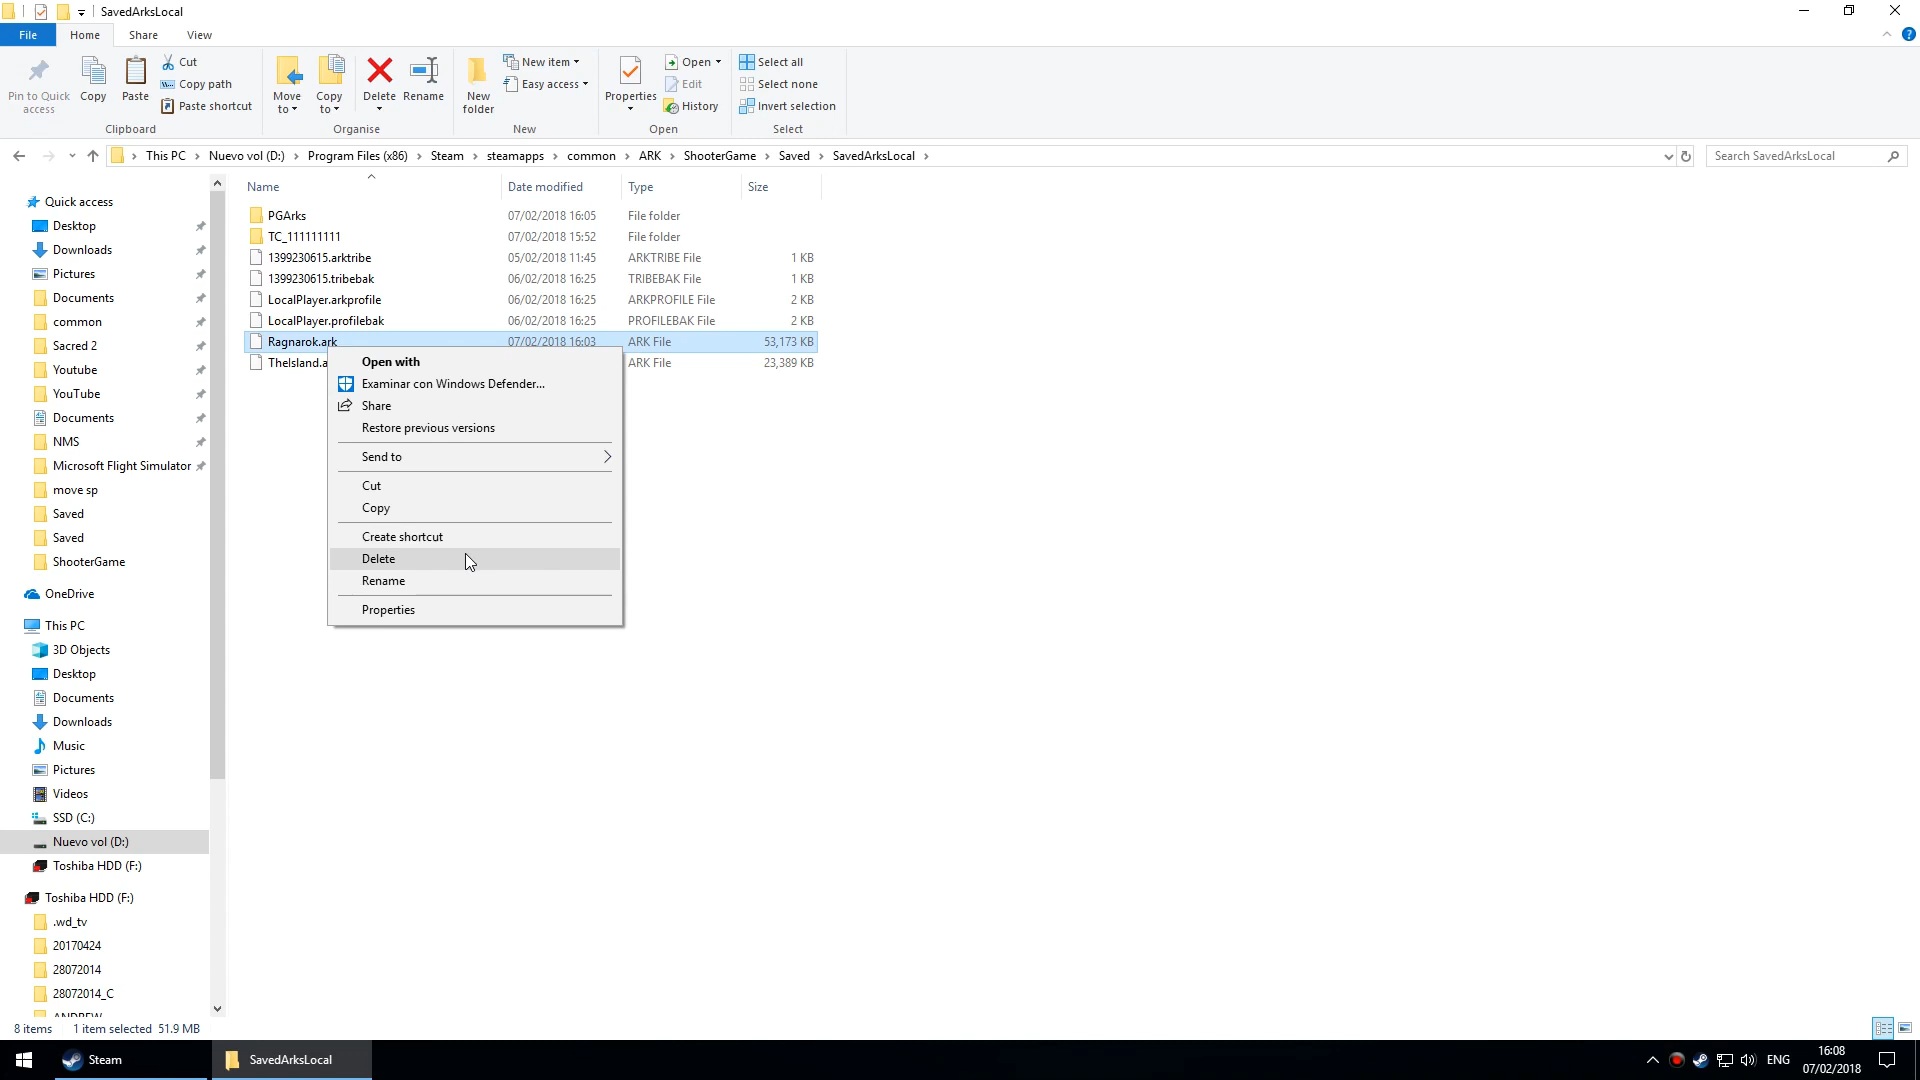 SavedArksLocal
File Home Share View
Pin to Quick access
Copy
Paste
Cut
Copy path
Paste shortcut
Clipboard
Move to
Copy to
Delete
Rename
Organise
New folder
New item
Easy access
New
Properties
Open
Edit
History
Open
Select all
Select none
Invert selection
Select
This PC Nuevo vol (D:) Program Files (x86) Steam steamapps common ARK ShooterGame Saved SavedArksLocal
Search SavedArksLocal
Quick access
Desktop
Downloads
Pictures
Documents
common
Sacred 2
Youtube
YouTube
Documents
NMS
Microsoft Flight Simulator
move sp
Saved
Saved
ShooterGame
OneDrive
This PC
3D Objects
Desktop
Documents
Downloads
Music
Pictures
Videos
SSD (C:)
Nuevo vol (D:)
Toshiba HDD (F:)
Toshiba HDD (F:)
.wd_tv
20170424
28072014
28072014_C
Name Date modified Type Size
PGArks 07/02/2018 16:05 File folder
TC_111111111 07/02/2018 15:52 File folder
1399230615.arktribe 05/02/2018 11:45 ARKTRIBE File 1 KB
1399230615.tribebak 06/02/2018 16:25 TRIBEBAK File 1 KB
LocalPlayer.arkprofile 06/02/2018 16:25 ARKPROFILE File 2 KB
LocalPlayer.profilebak 06/02/2018 16:25 PROFILEBAK File 2 KB
Ragnarok.ark 07/02/2018 16:03 ARK File 53,173 KB
TheIsland.a ARK File 23,389 KB
Open with
Examinar con Windows Defender...
Share
Restore previous versions
Send to
Cut
Copy
Create shortcut
Delete
Rename
Properties
8 items 1 item selected 51.9 MB
Steam
SavedArksLocal
ENG
16:08
07/02/2018